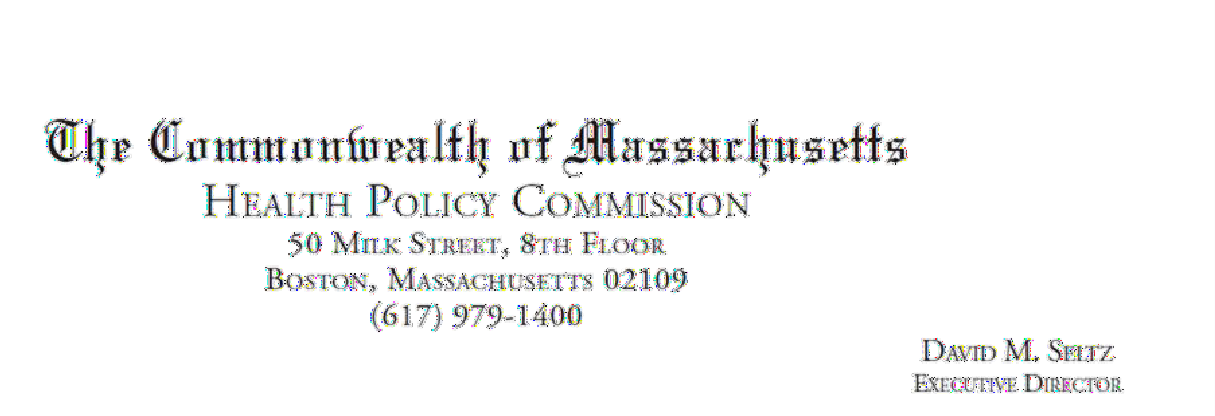 The Commonwealth of Massachusetts
HEALTH POLICY COMMISSION
50 MILK STREET, 8TH FLOOR
BOSTON, MASSACHUSETTS 02109
(617) 979-1400
DAVID M. SELTZ
EXECUTIVE DIRECTOR